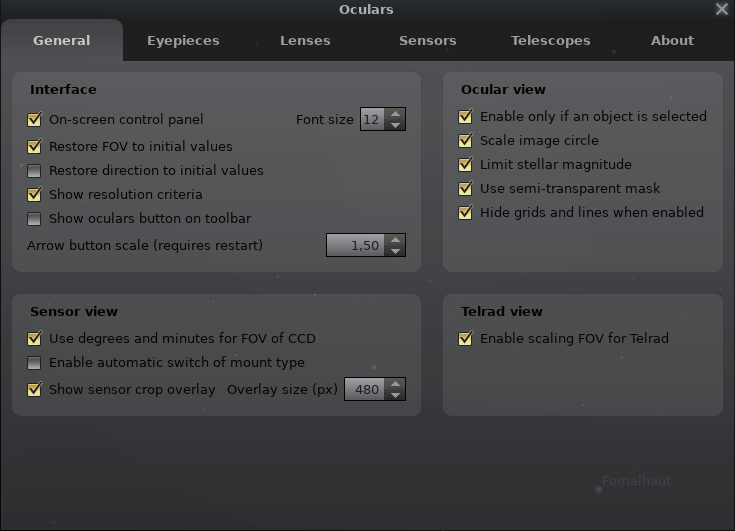 Oculars
General Eyepieces Lenses Sensors Telescopes About
Interface
On-screen control panel Font size 12
Restore FOV to initial values
Restore direction to initial values
Show resolution criteria
Show oculars button on toolbar
Arrow button scale (requires restart) 1,50
Ocular view
Enable only if an object is selected
Scale image circle
Limit stellar magnitude
Use semi-transparent mask
Hide grids and lines when enabled
Sensor view
Use degrees and minutes for FOV of CCD
Enable automatic switch of mount type
Show sensor crop overlay Overlay size (px) 480
Telrad view
Enable scaling FOV for Telrad
Fomalhaut